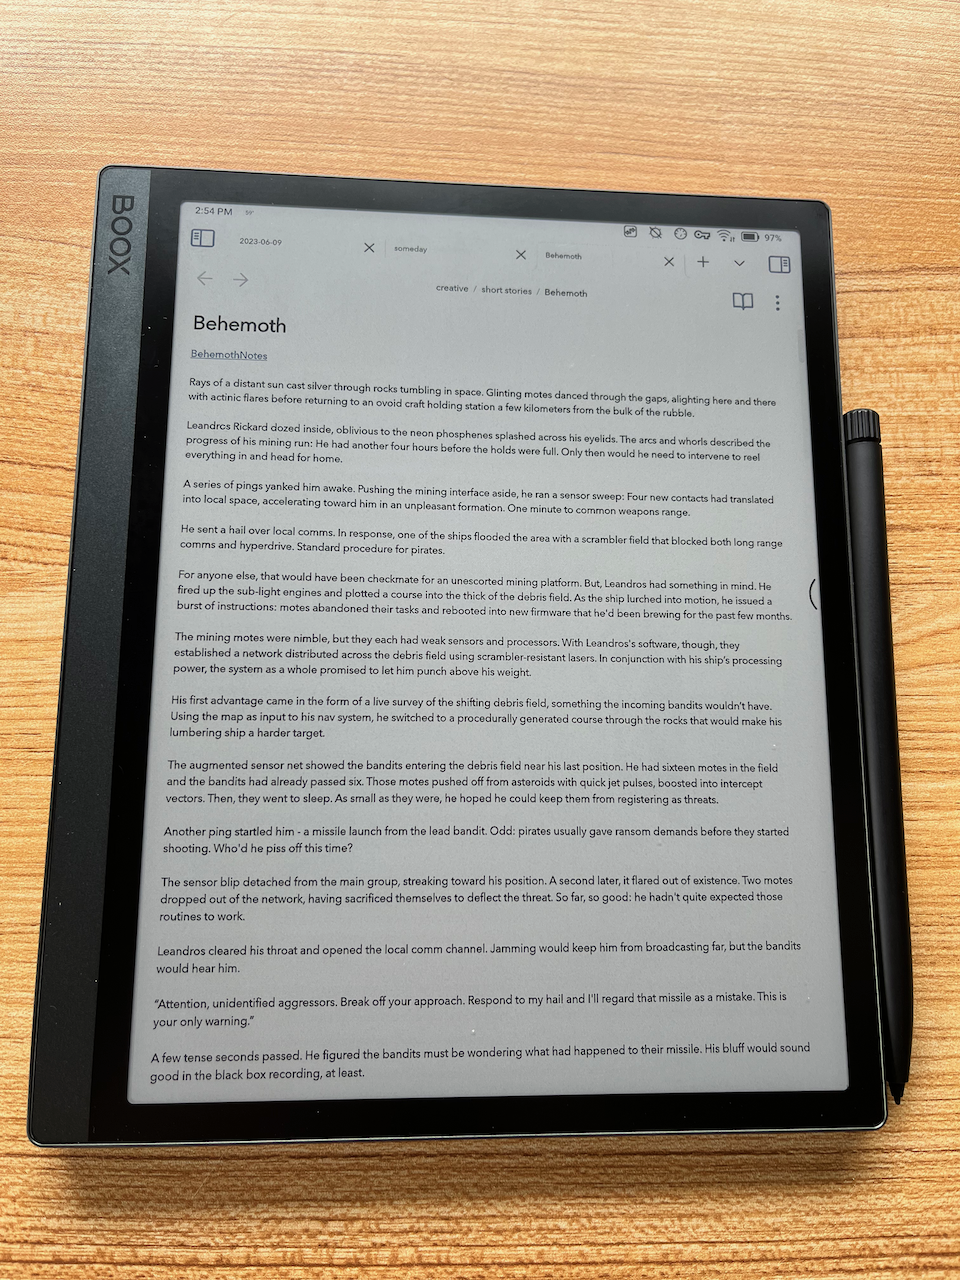 BOOX
2:54 PM 59°
97%
2023-06-09
someday
Behemoth
creative / short stories / Behemoth
Behemoth
BehemothNotes
Rays of a distant sun cast silver through rocks tumbling in space. Glinting motes danced through the gaps, alighting here and there
with actinic flares before returning to an ovoid craft holding station a few kilometers from the bulk of the rubble.
Leandros Rickard dozed inside, oblivious to the neon phosphenes splashed across his eyelids. The arcs and whorls described the
progress of his mining run: He had another four hours before the holds were full. Only then would he need to intervene to reel
everything in and head for home.
A series of pings yanked him awake. Pushing the mining interface aside, he ran a sensor sweep: Four new contacts had translated
into local space, accelerating toward him in an unpleasant formation. One minute to common weapons range.
He sent a hail over local comms. In response, one of the ships flooded the area with a scrambler field that blocked both long range
comms and hyperdrive. Standard procedure for pirates.
For anyone else, that would have been checkmate for an unescorted mining platform. But, Leandros had something in mind. He
fired up the sub-light engines and plotted a course into the thick of the debris field. As the ship lurched into motion, he issued a
burst of instructions: motes abandoned their tasks and rebooted into new firmware that he'd been brewing for the past few months.
The mining motes were nimble, but they each had weak sensors and processors. With Leandros's software, though, they
established a network distributed across the debris field using scrambler-resistant lasers. In conjunction with his ship's processing
power, the system as a whole promised to let him punch above his weight.
His first advantage came in the form of a live survey of the shifting debris field, something the incoming bandits wouldn't have.
Using the map as input to his nav system, he switched to a procedurally generated course through the rocks that would make his
lumbering ship a harder target.
The augmented sensor net showed the bandits entering the debris field near his last position. He had sixteen motes in the field
and the bandits had already passed six. Those motes pushed off from asteroids with quick jet pulses, boosted into intercept
vectors. Then, they went to sleep. As small as they were, he hoped he could keep them from registering as threats.
Another ping startled him - a missile launch from the lead bandit. Odd: pirates usually gave ransom demands before they started
shooting. Who'd he piss off this time?
The sensor blip detached from the main group, streaking toward his position. A second later, it flared out of existence. Two motes
dropped out of the network, having sacrificed themselves to deflect the threat. So far, so good: he hadn't quite expected those
routines to work.
Leandros cleared his throat and opened the local comm channel. Jamming would keep him from broadcasting far, but the bandits
would hear him.
“Attention, unidentified aggressors. Break off your approach. Respond to my hail and I'll regard that missile as a mistake. This is
your only warning.”
A few tense seconds passed. He figured the bandits must be wondering what had happened to their missile. His bluff would sound
good in the black box recording, at least.